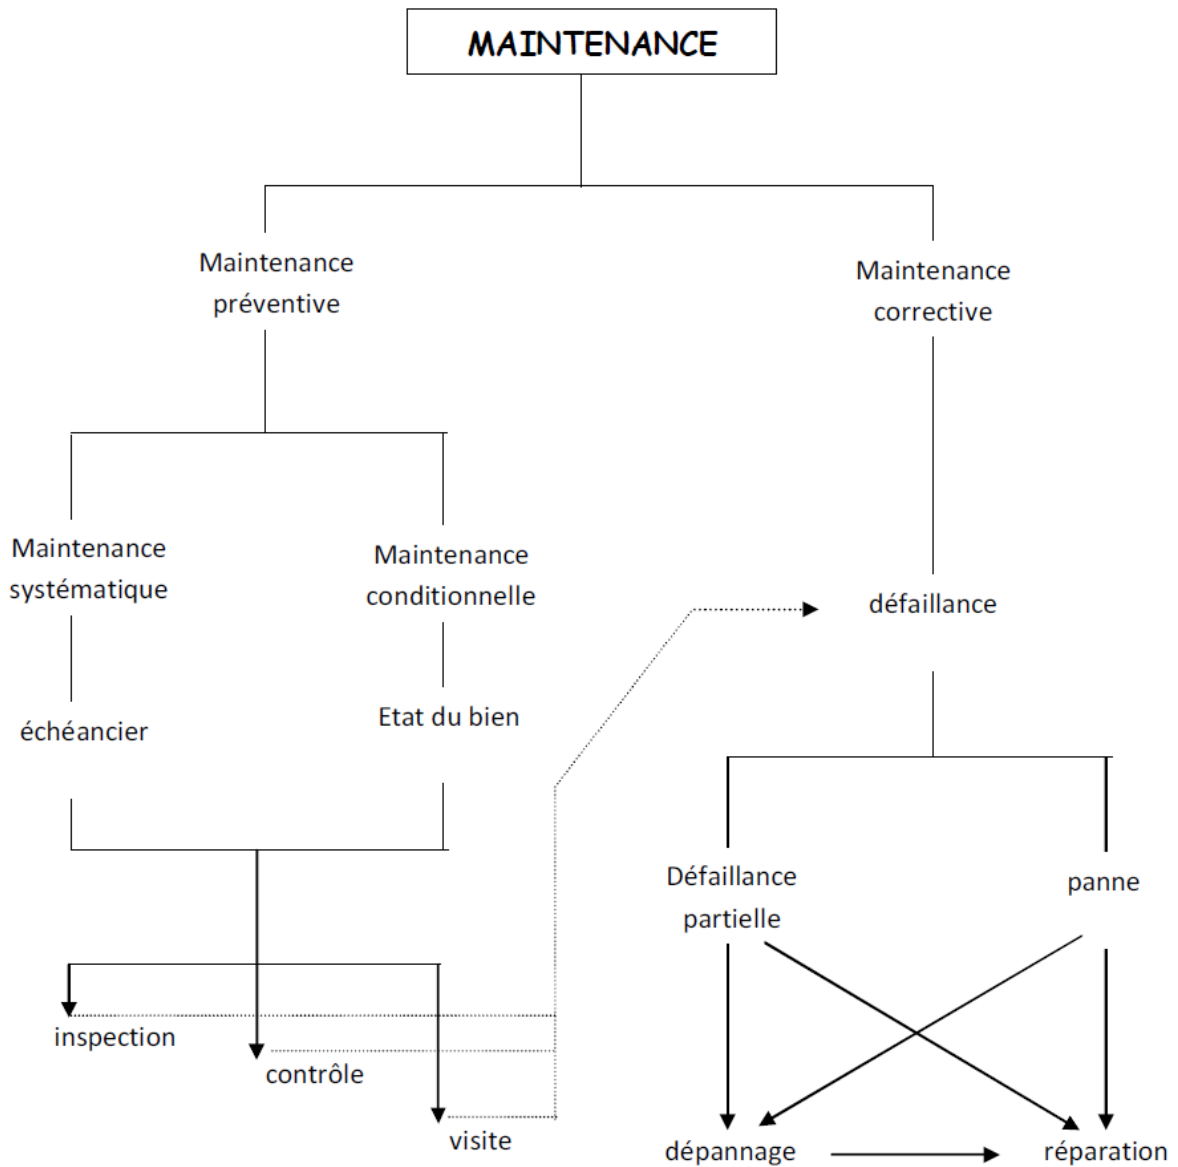 MAINTENANCE
Maintenance
préventive
Maintenance
corrective
Maintenance
systématique
Maintenance
conditionnelle
défaillance
échéancier
Etat du bien
Défaillance
partielle
panne
inspection
contrôle
visite
dépannage
réparation